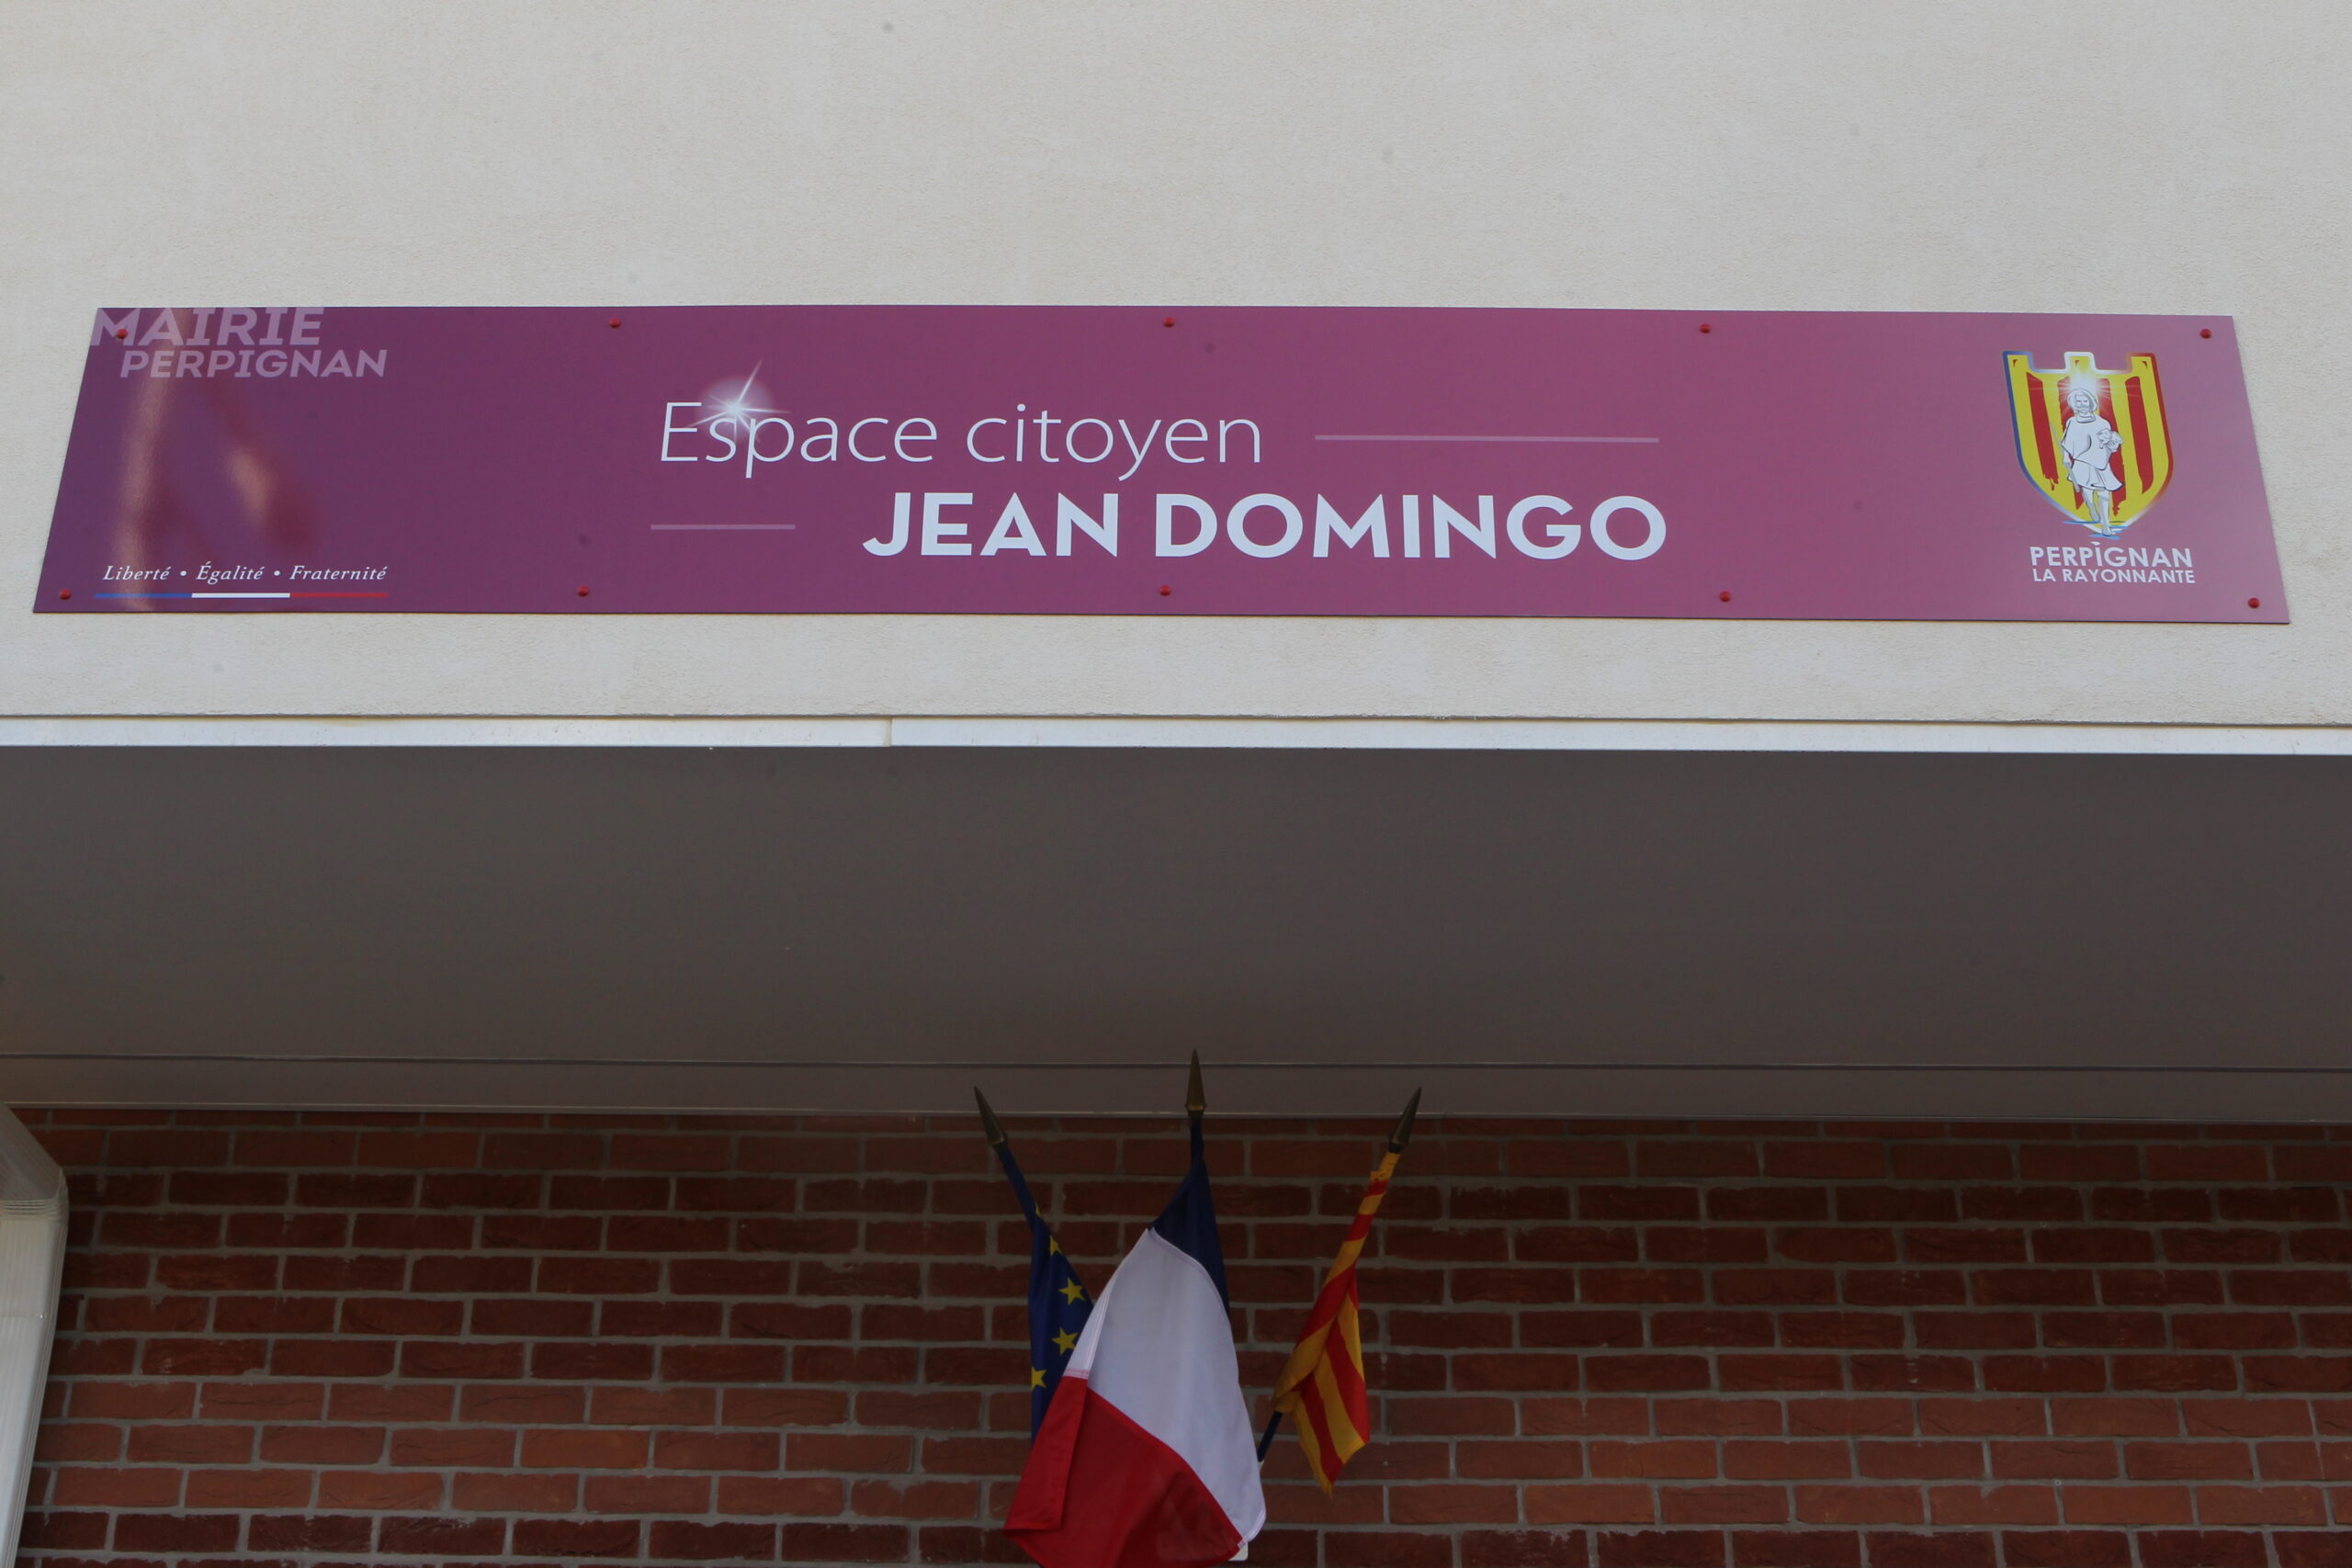 MAIRIE
PERPIGNAN
Espace citoyen
JEAN DOMINGO
Liberté • Égalité • Fraternité
PERPIGNAN
LA RAYONNANTE